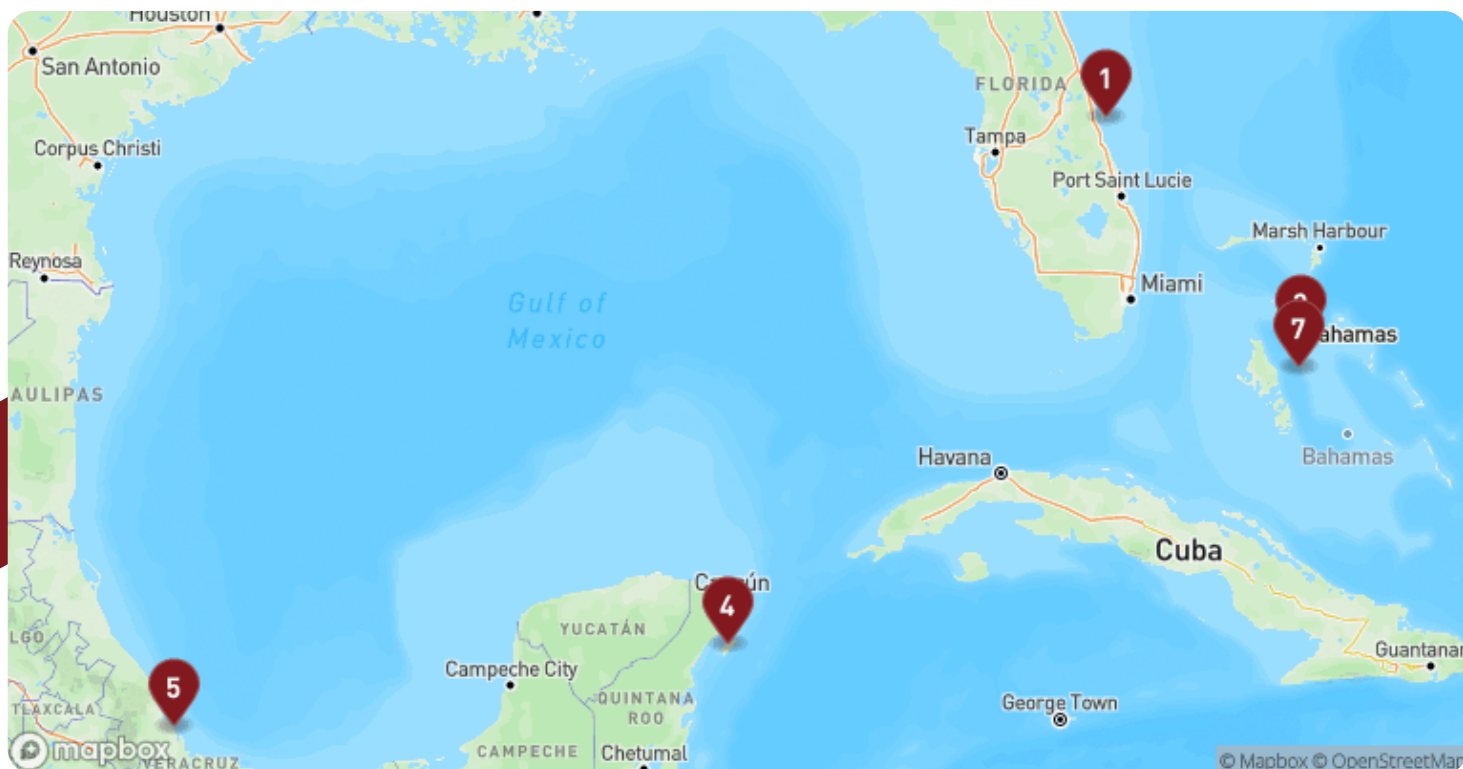 Houston
San Antonio
FLORIDA
1
Tampa
Corpus Christi
Port Saint Lucie
Marsh Harbour
Reynosa
Miami
Gulf of
Mexico
7
ahamas
AULIPAS
Havana
Bahamas
Cuba
4
YUCATÁN
LGO
Guantanar
Campeche City
5
QUINTANA
ROO
TLAXCALA
George Town
mapbox
CAMPECHE
Chetumal
VERACRUZ
© Mapbox © OpenStreetMap